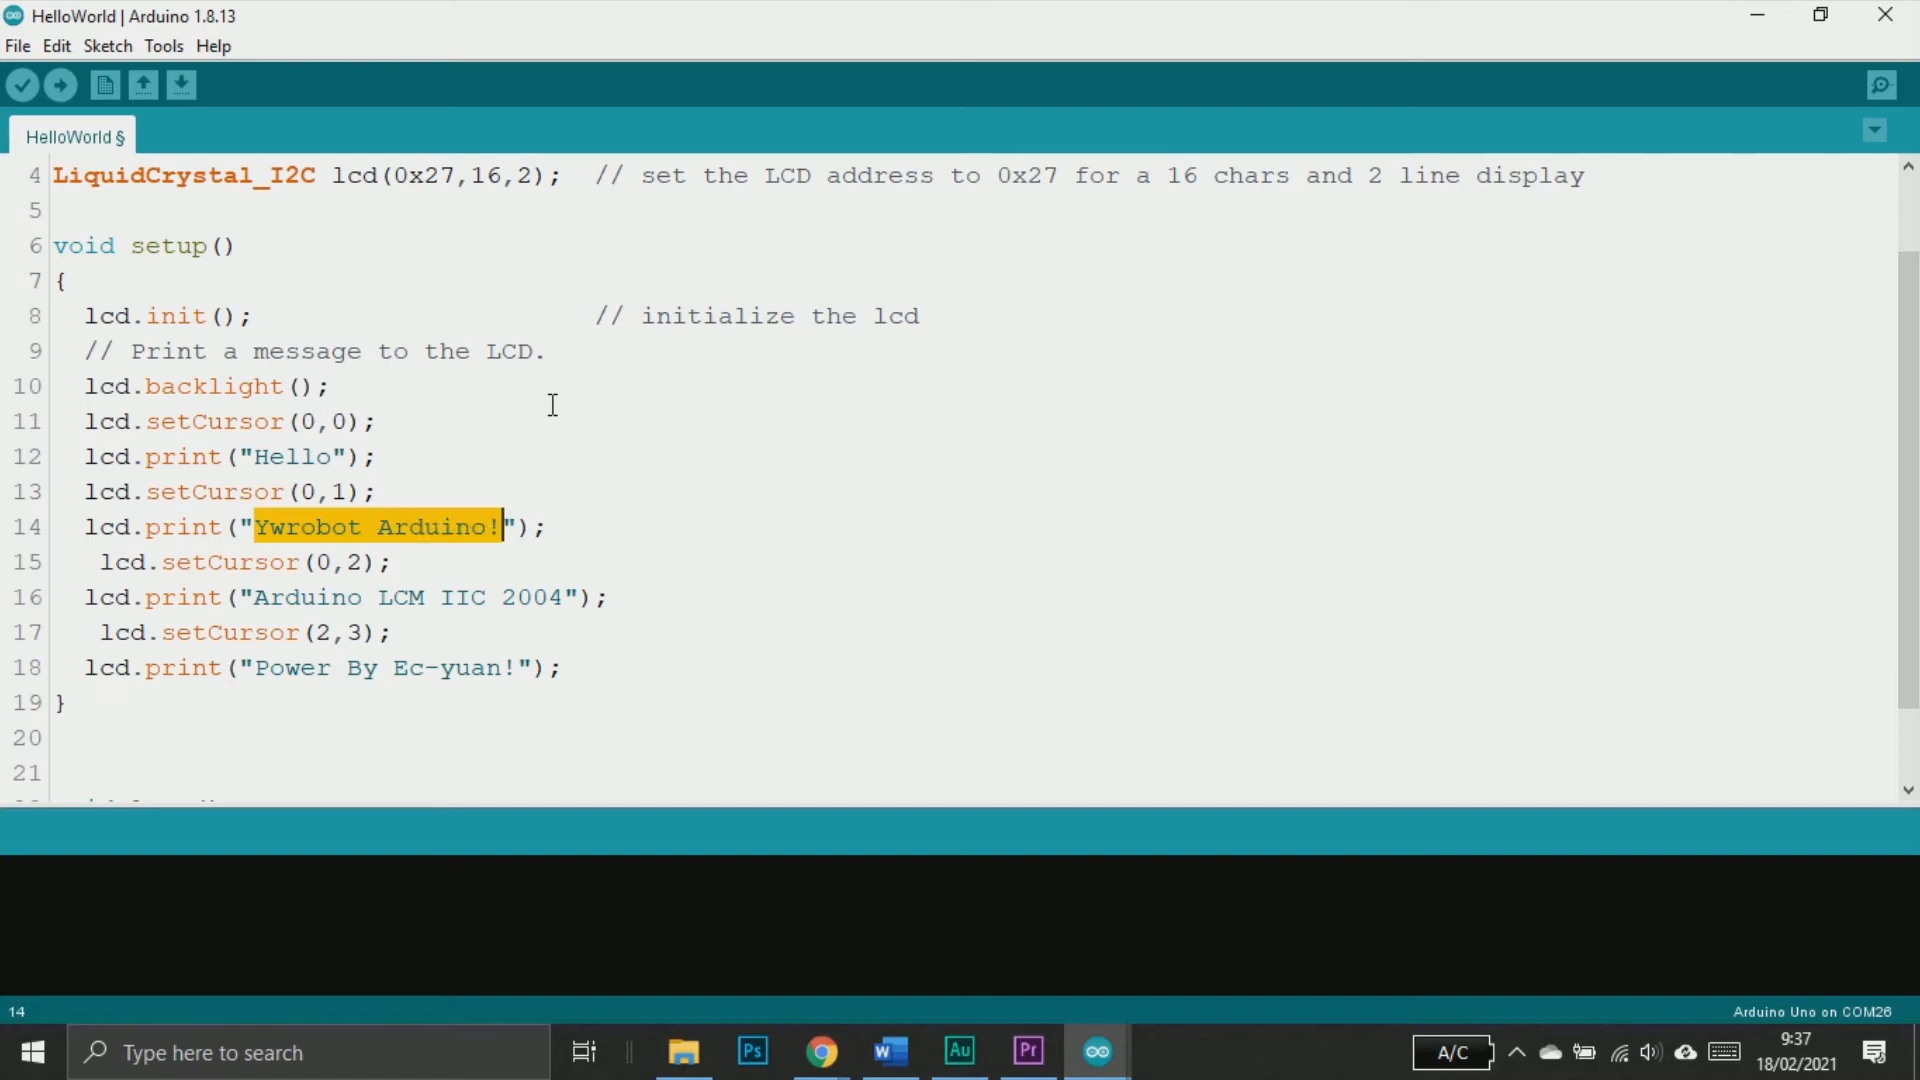 HelloWorld | Arduino 1.8.13
File Edit Sketch Tools Help
HelloWorld §
4 LiquidCrystal_I2C lcd(0x27,16,2);  // set the LCD address to 0x27 for a 16 chars and 2 line display
5
6 void setup()
7 {
8   lcd.init();                      // initialize the lcd
9   // Print a message to the LCD.
10   lcd.backlight();
11   lcd.setCursor(0,0);
12   lcd.print("Hello");
13   lcd.setCursor(0,1);
14   lcd.print("Ywrobot Arduino!");
15    lcd.setCursor(0,2);
16   lcd.print("Arduino LCM IIC 2004");
17    lcd.setCursor(2,3);
18   lcd.print("Power By Ec-yuan!");
19 }
20
21
14
Arduino Uno on COM26
Type here to search
Ps
W
Au
Pr
A/C
9:37
18/02/2021